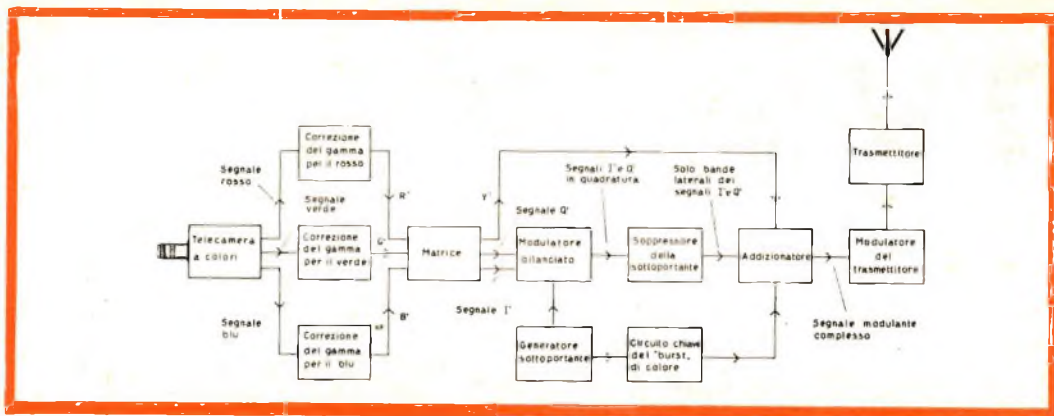 Correzione
del gamma
per il rosso
Segnale
rosso
Segnale
verde
R'
Telecamera
a colori
Correzione
del gamma
per il verde
G'
Matrice
Y'
Segnali I' e Q'
in quadratura
Solo bande
laterali dei
segnali I' e Q'
Trasmettitore
Segnale Q'
Modulatore
bilanciato
Soppressore
della
sottoportante
Addizionatore
Modulatore
del
trasmettitore
Segnale
blu
Correzione
del gamma
per il blu
B'
Segnale I'
Generatore
sottoportante
Circuito chiave
del "burst"
di colore
Segnale modulante
complesso